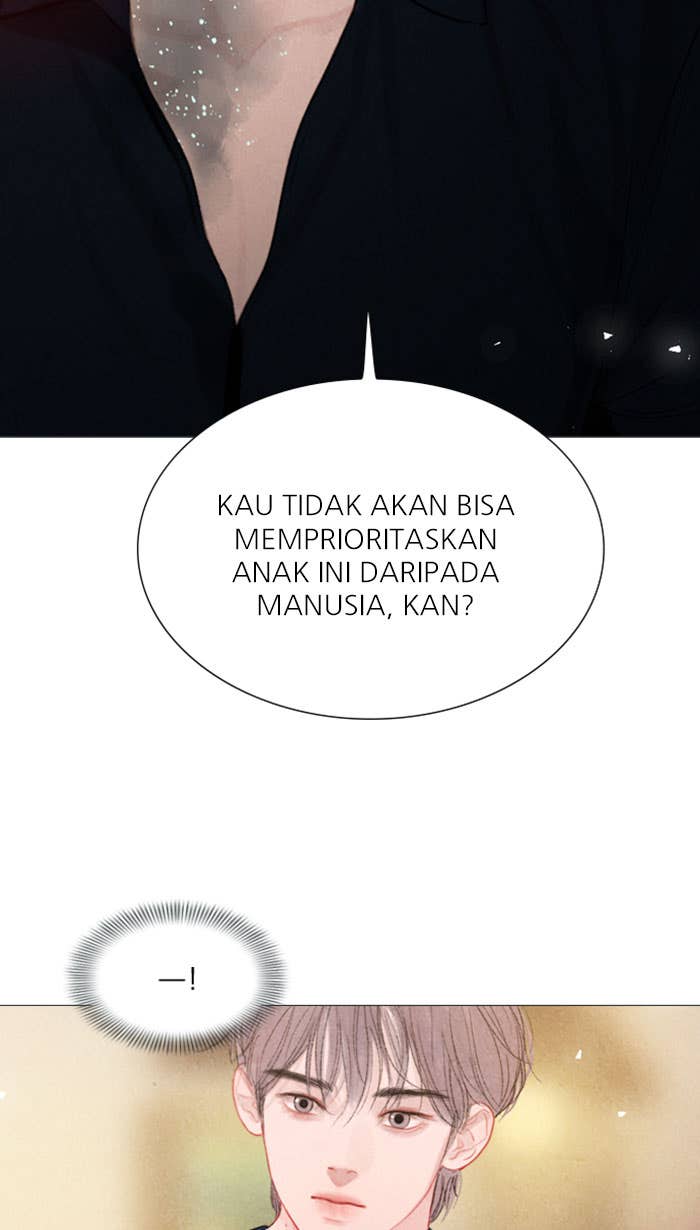 KAU TIDAK AKAN BISA
MEMPRIORITASKAN
ANAK INI DARIPADA
MANUSIA, KAN?
—!